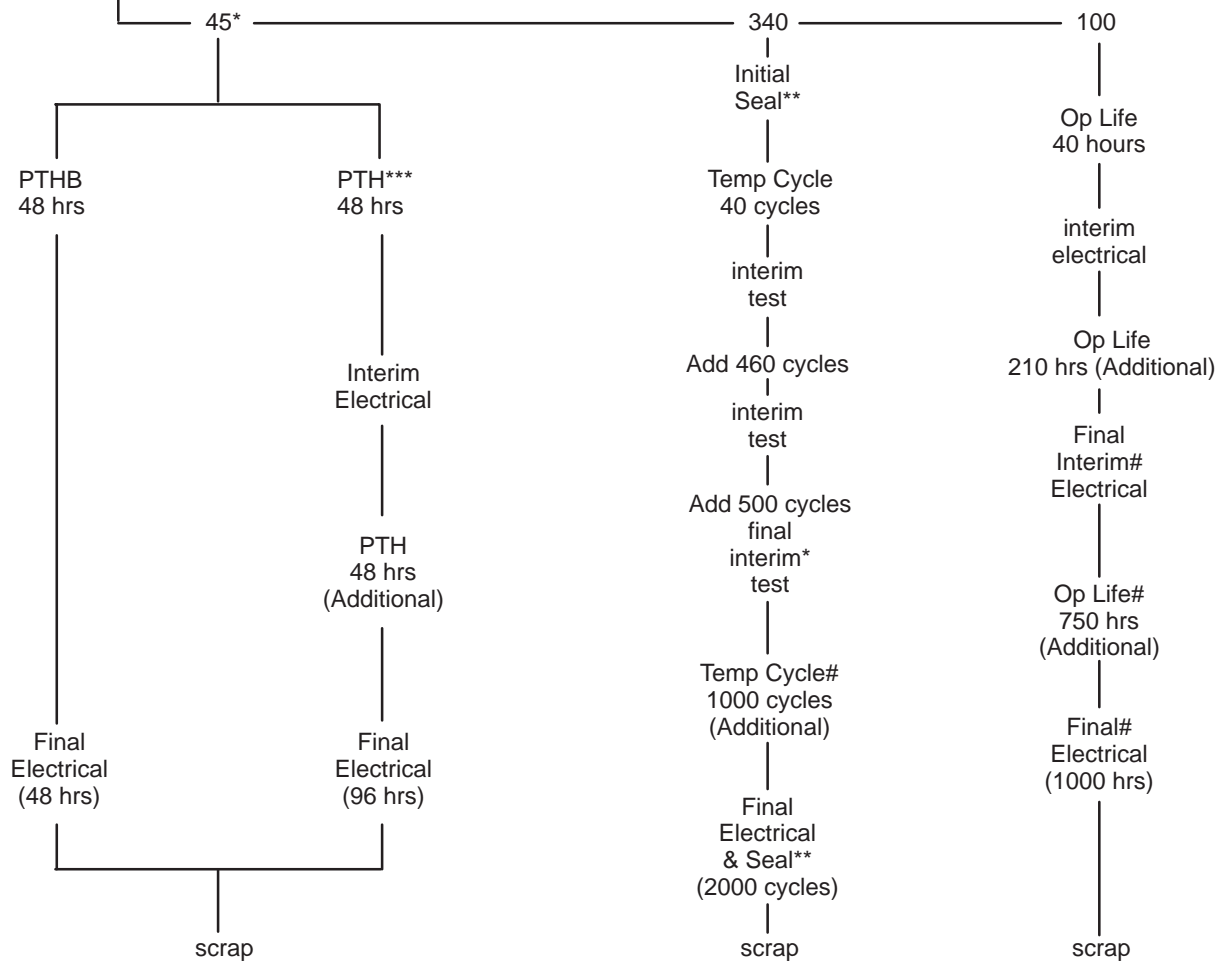 45*
340
100
PTHB
48 hrs
Final
Electrical
(48 hrs)
PTH***
48 hrs
Interim
Electrical
PTH
48 hrs
(Additional)
Final
Electrical
(96 hrs)
scrap
Initial
Seal**
Temp Cycle
40 cycles
interim
test
Add 460 cycles
interim
test
Add 500 cycles
final
interim*
test
Temp Cycle#
1000 cycles
(Additional)
Final
Electrical
& Seal**
(2000 cycles)
scrap
Op Life
40 hours
interim
electrical
Op Life
210 hrs (Additional)
Final
Interim#
Electrical
Op Life#
750 hrs
(Additional)
Final#
Electrical
(1000 hrs)
scrap